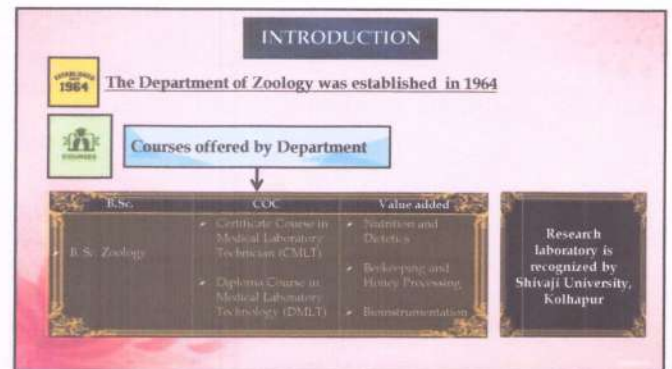 INTRODUCTION
ESTABLISHED
1964
The Department of Zoology was established in 1964
COURSES
Courses offered by Department
B.Sc.
COC
Value added
➢ B. Sc. Zoology
➢ Certificate Course in
Medical Laboratory
Technician (CMLT)
➢ Diploma Course in
Medical Laboratory
Technology (DMLT)
➢ Nutrition and
Dietetics
➢ Beekeeping and
Honey Processing
➢ Bioinstrumentation
Research
laboratory is
recognized by
Shivaji University,
Kolhapur